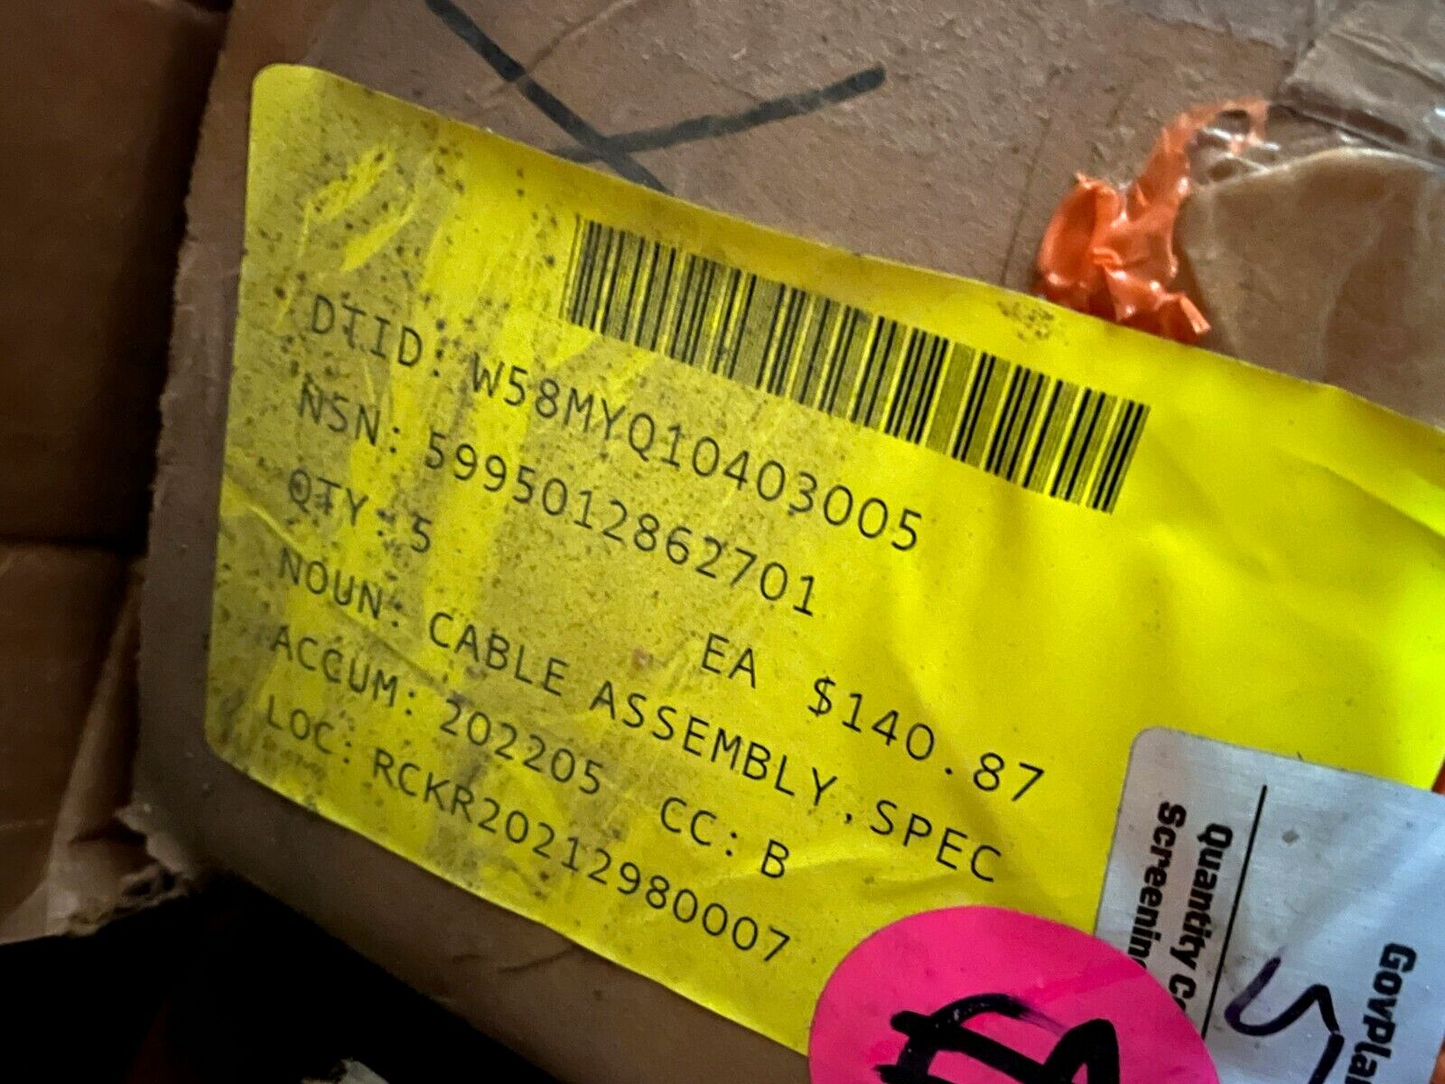 DTID: W58MYQ10403005
NSN: 5995012862701
QTY: 5 EA $140.87
NOUN: CABLE ASSEMBLY,SPEC
ACCUM: 202205 CC: B
LOC: RCKR20212980007
Quantity
Screening
5